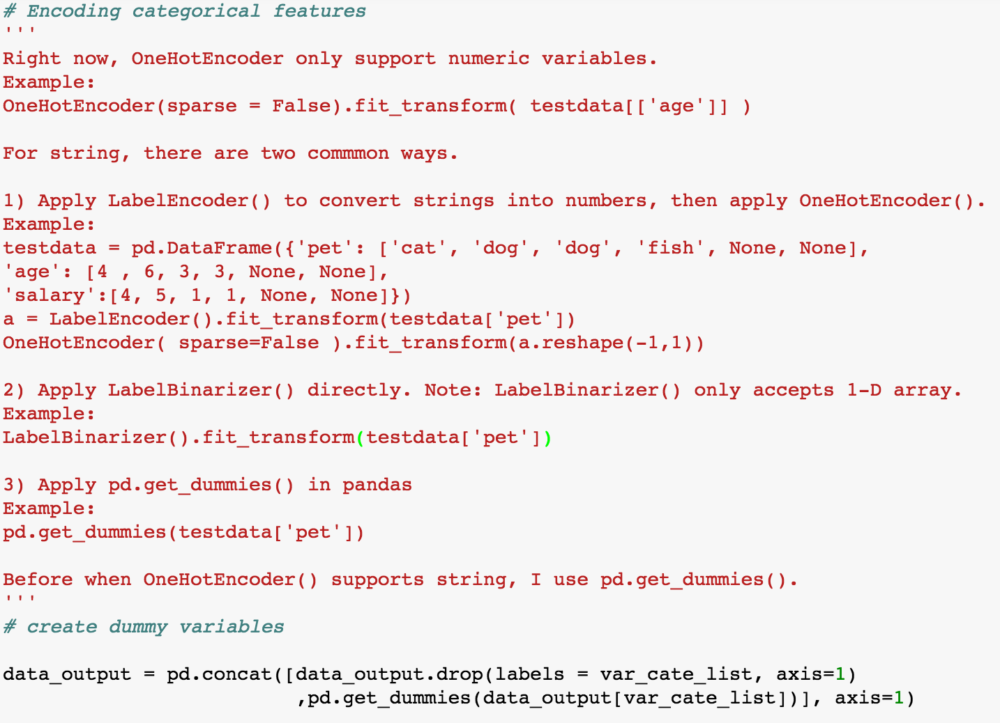 # Encoding categorical features
'''
Right now, OneHotEncoder only support numeric variables.
Example:
OneHotEncoder(sparse = False).fit_transform( testdata[['age']] )
For string, there are two commmon ways.
1) Apply LabelEncoder() to convert strings into numbers, then apply OneHotEncoder().
Example:
testdata = pd.DataFrame({'pet': ['cat', 'dog', 'dog', 'fish', None, None],
'age': [4 , 6, 3, 3, None, None],
'salary':[4, 5, 1, 1, None, None]})
a = LabelEncoder().fit_transform(testdata['pet'])
OneHotEncoder( sparse=False ).fit_transform(a.reshape(-1,1))
2) Apply LabelBinarizer() directly. Note: LabelBinarizer() only accepts 1-D array.
Example:
LabelBinarizer().fit_transform(testdata['pet'])
3) Apply pd.get_dummies() in pandas
Example:
pd.get_dummies(testdata['pet'])
Before when OneHotEncoder() supports string, I use pd.get_dummies().
'''
# create dummy variables
data_output = pd.concat([data_output.drop(labels = var_cate_list, axis=1)
,pd.get_dummies(data_output[var_cate_list])], axis=1)